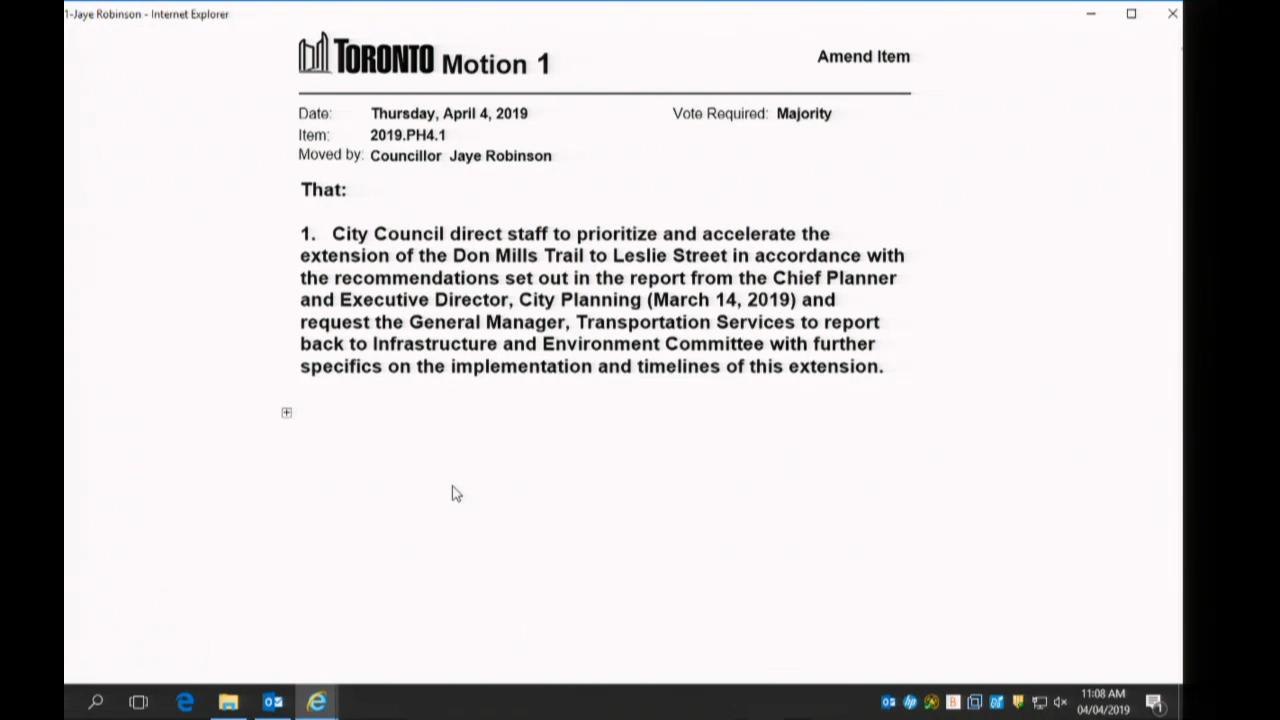 1-Jaye Robinson - Internet Explorer
TORONTO Motion 1
Amend Item
Date: Thursday, April 4, 2019
Vote Required: Majority
Item: 2019.PH4.1
Moved by: Councillor Jaye Robinson
That:
1. City Council direct staff to prioritize and accelerate the
extension of the Don Mills Trail to Leslie Street in accordance with
the recommendations set out in the report from the Chief Planner
and Executive Director, City Planning (March 14, 2019) and
request the General Manager, Transportation Services to report
back to Infrastructure and Environment Committee with further
specifics on the implementation and timelines of this extension.
11:08 AM
04/04/2019